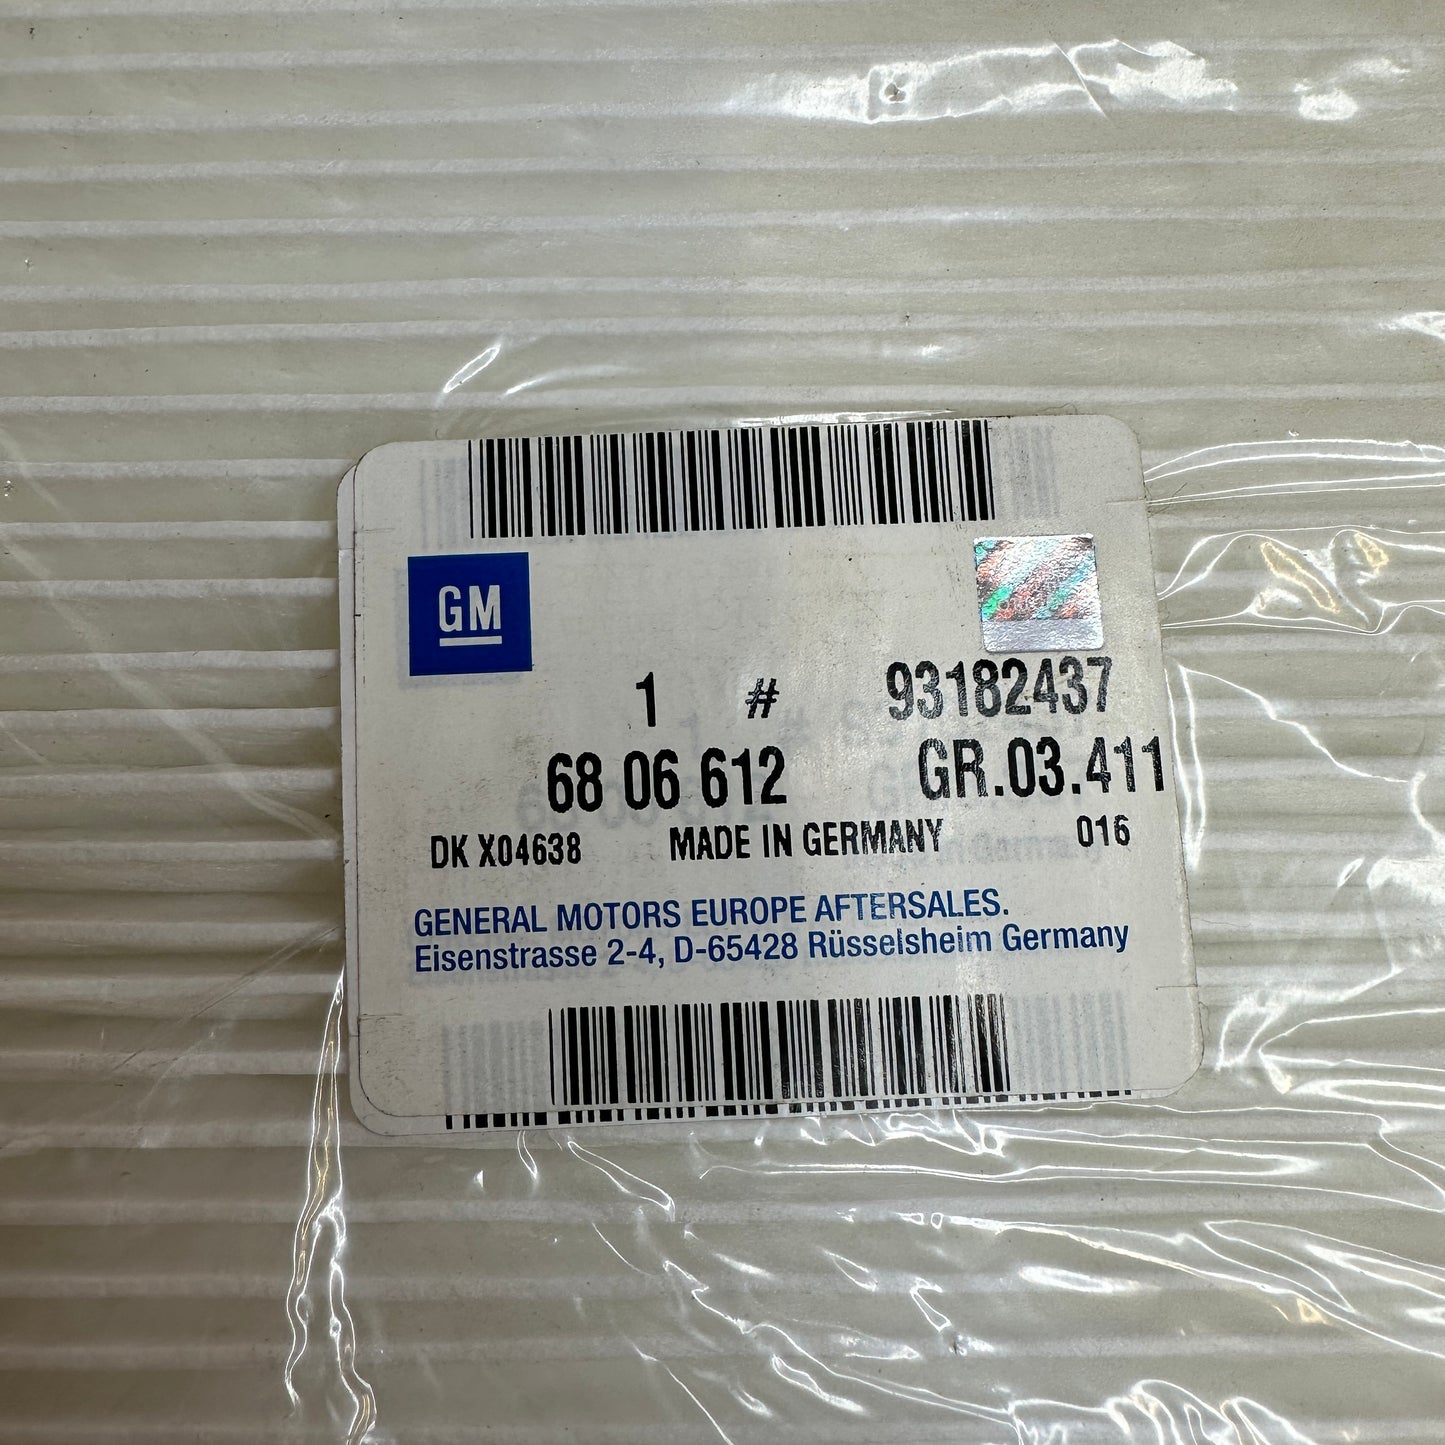 GM
1 # 93182437
68 06 612 GR.03.411
DK X04638 MADE IN GERMANY 016
GENERAL MOTORS EUROPE AFTERSALES.
Eisenstrasse 2-4, D-65428 Rüsselsheim Germany